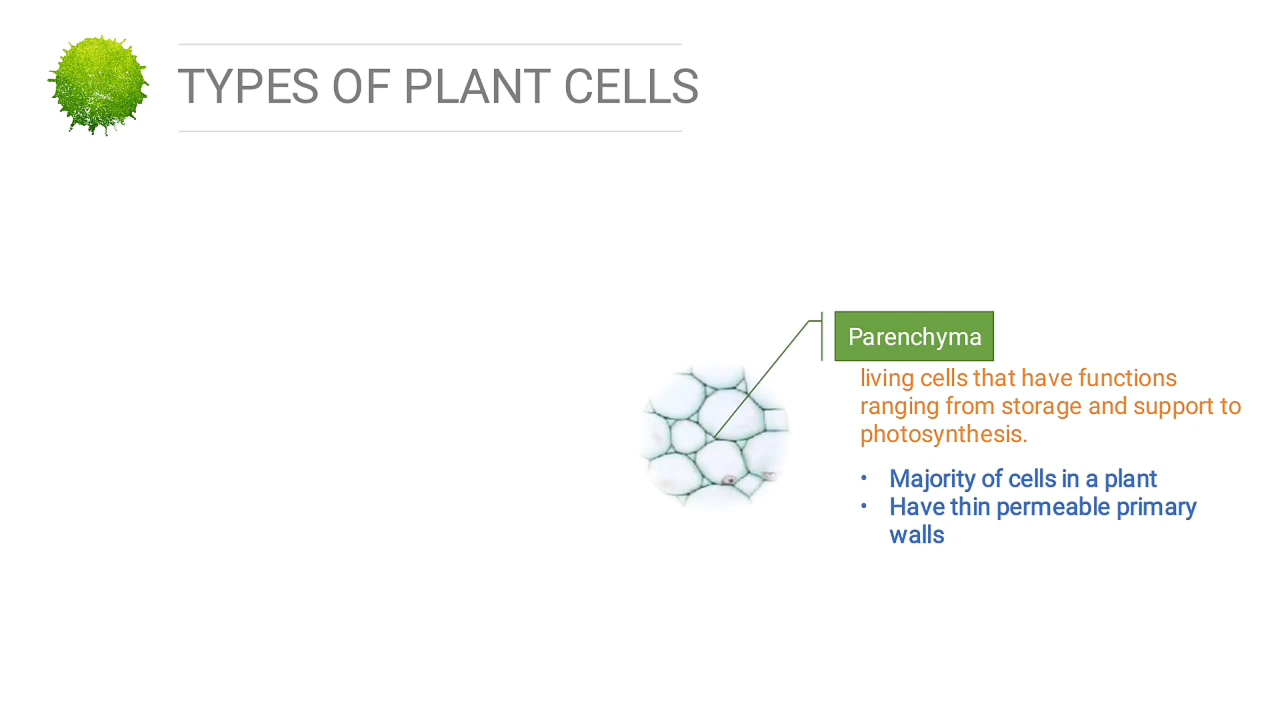 TYPES OF PLANT CELLS
Parenchyma
living cells that have functions
ranging from storage and support to
photosynthesis.
• Majority of cells in a plant
• Have thin permeable primary
walls